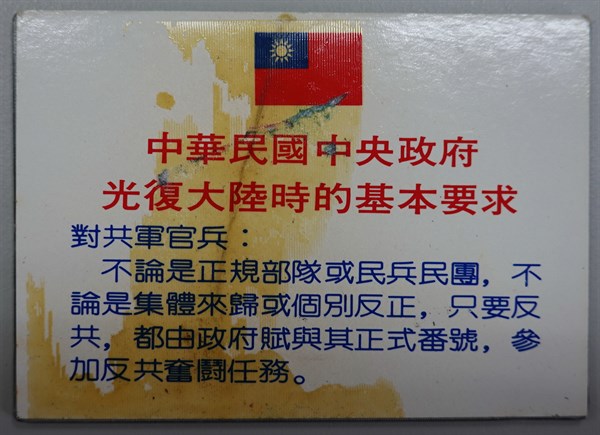 中華民國中央政府
光復大陸時的基本要求
對共軍官兵：
不論是正規部隊或民兵民團，不
論是集體來歸或個別反正，只要反
共，都由政府賦與其正式番號，參
加反共奮鬪任務。